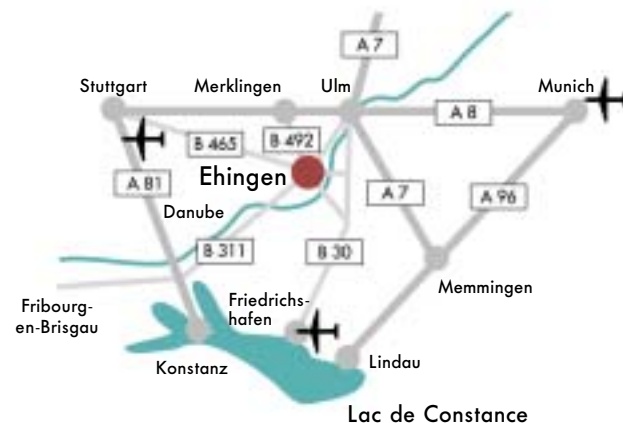 A 7
Stuttgart
Merklingen
Ulm
Munich
A 8
B 465
B 492
Ehingen
A 81
A 7
A 96
Danube
B 311
B 30
Memmingen
Fribourg-
en-Brisgau
Friedrichs-
hafen
Konstanz
Lindau
Lac de Constance